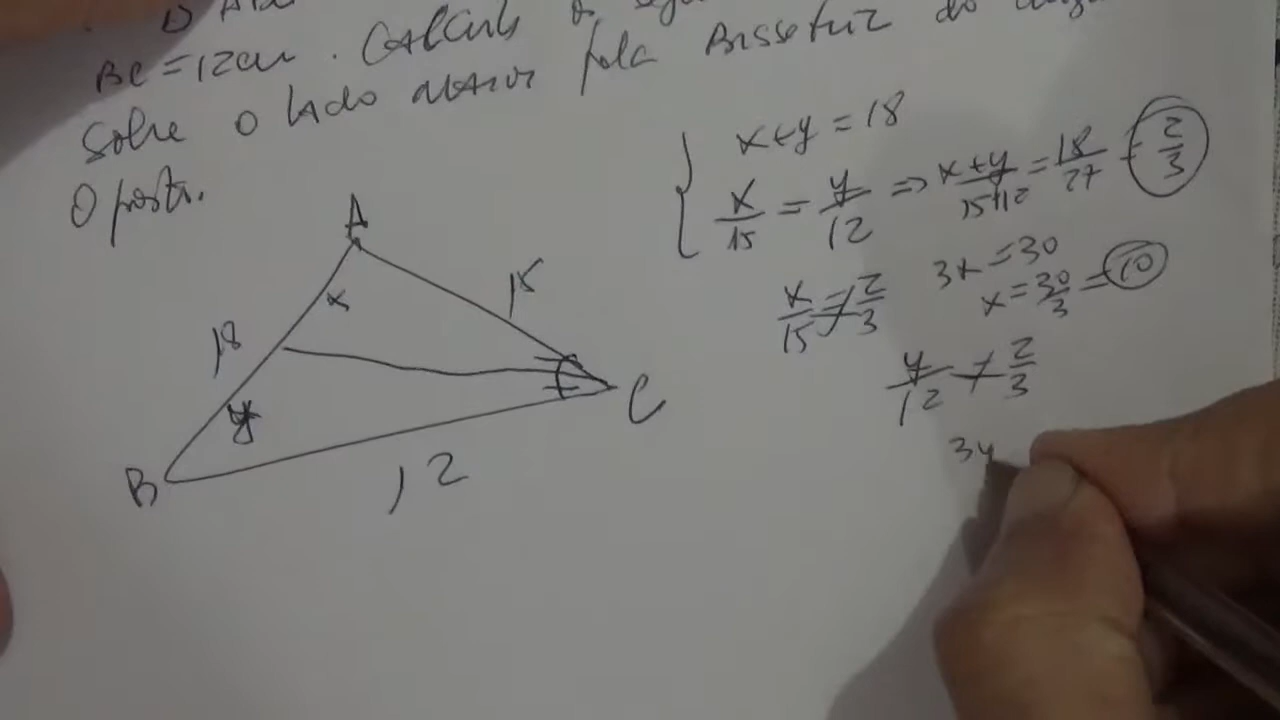 BC = 12cm. Calcule
sobre o lado maior pela Bissetriz do
Oposto.
x+y = 18
x/15 = y/12 => x+y/15+12 = 18/27 = 2/3
x/15 = 2/3
3x = 30
x = 30/3 = 10
y/12 = 2/3
3y
A
x
18
15
y
B
C
12